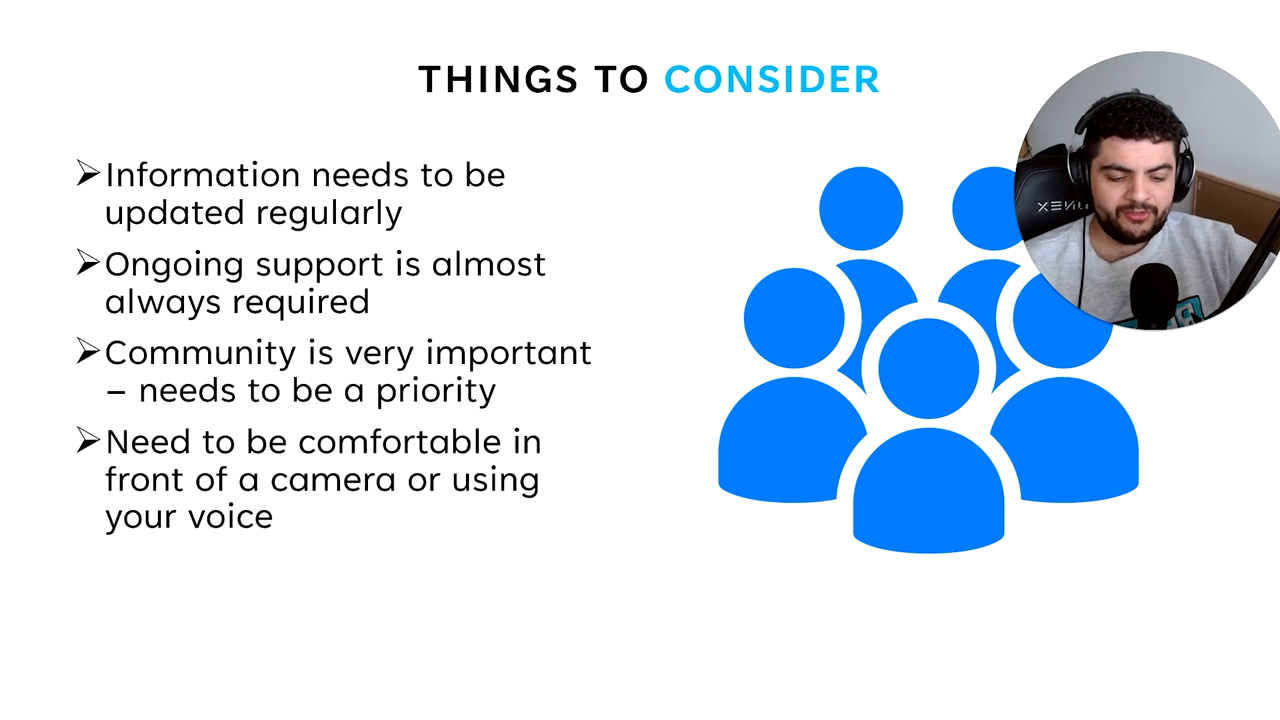 THINGS TO CONSIDER
➢Information needs to be
updated regularly
➢Ongoing support is almost
always required
➢Community is very important
– needs to be a priority
➢Need to be comfortable in
front of a camera or using
your voice